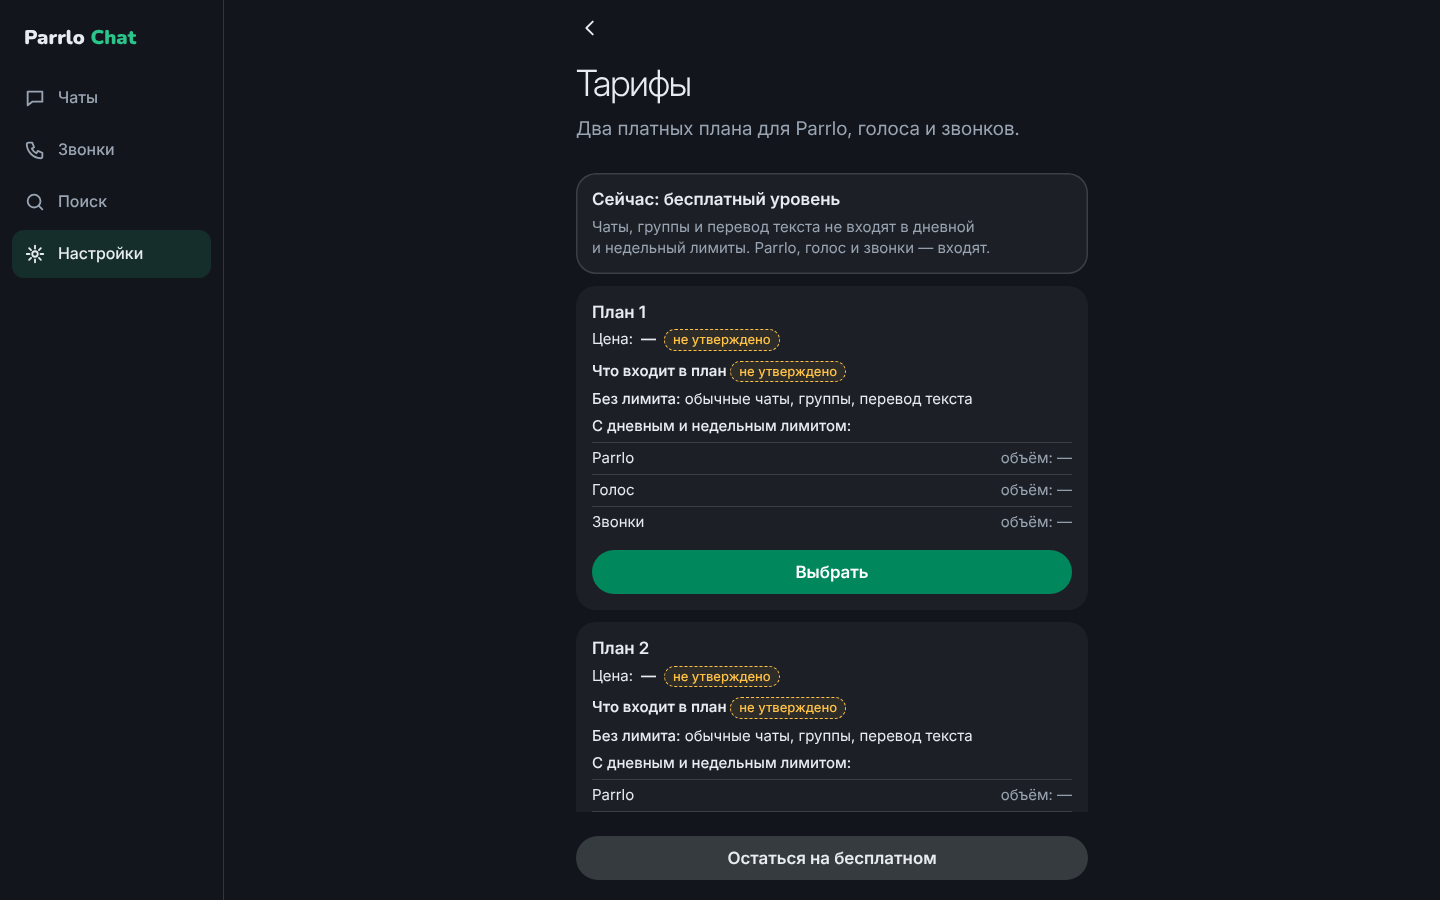 Parrlo Chat
Чаты
Звонки
Поиск
Настройки
Тарифы
Два платных плана для Parrlo, голоса и звонков.
Сейчас: бесплатный уровень
Чаты, группы и перевод текста не входят в дневной
и недельный лимиты. Parrlo, голос и звонки — входят.
План 1
Цена: — не утверждено
Что входит в план не утверждено
Без лимита: обычные чаты, группы, перевод текста
С дневным и недельным лимитом:
Parrlo объём: —
Голос объём: —
Звонки объём: —
Выбрать
План 2
Цена: — не утверждено
Что входит в план не утверждено
Без лимита: обычные чаты, группы, перевод текста
С дневным и недельным лимитом:
Parrlo объём: —
Остаться на бесплатном